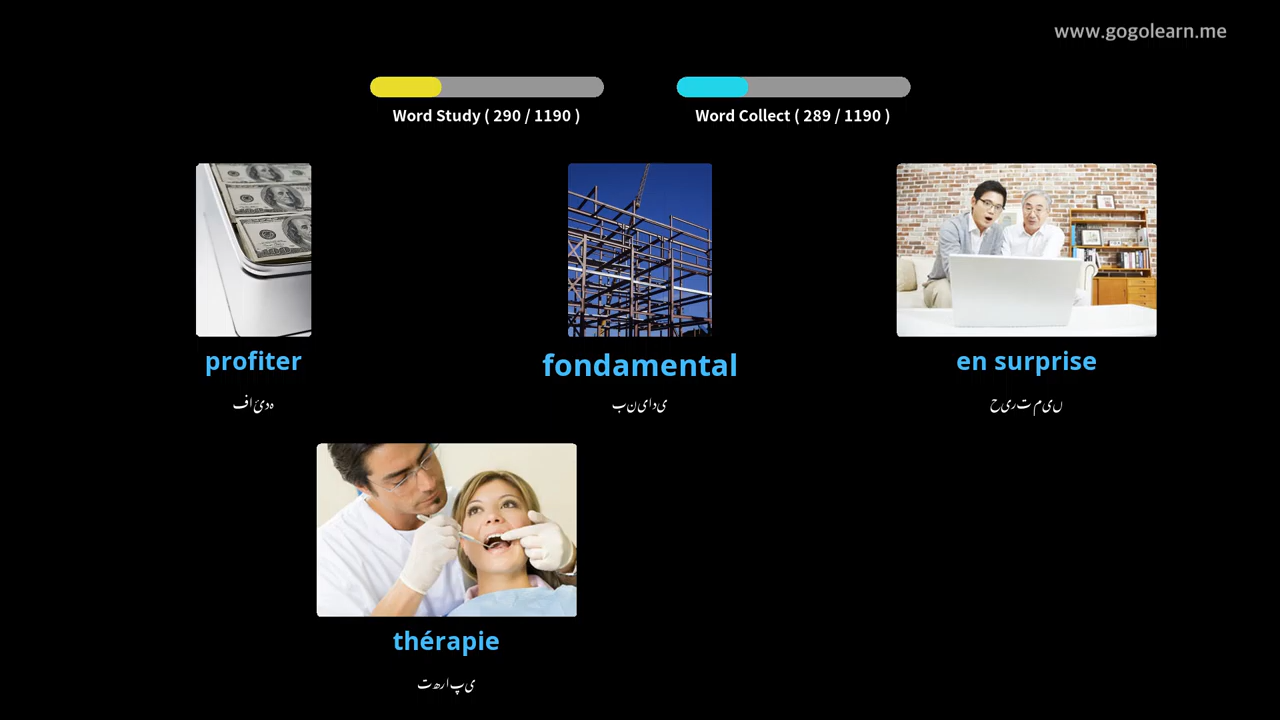 www.gogolearn.me
Word Study ( 290 / 1190 )
Word Collect ( 289 / 1190 )
profiter
fondamental
en surprise
فائدہ
بنیادی
حیرت میں
thérapie
تھراپی